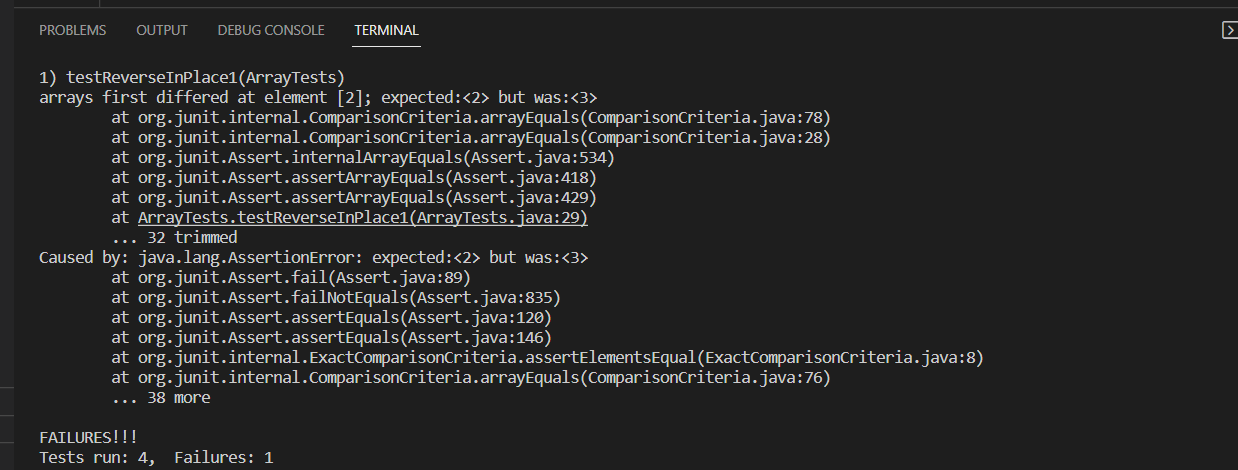 PROBLEMS OUTPUT DEBUG CONSOLE TERMINAL
1) testReverseInPlace1(ArrayTests)
arrays first differed at element [2]; expected:<2> but was:<3>
at org.junit.internal.ComparisonCriteria.arrayEquals(ComparisonCriteria.java:78)
at org.junit.internal.ComparisonCriteria.arrayEquals(ComparisonCriteria.java:28)
at org.junit.Assert.internalArrayEquals(Assert.java:534)
at org.junit.Assert.assertArrayEquals(Assert.java:418)
at org.junit.Assert.assertArrayEquals(Assert.java:429)
at ArrayTests.testReverseInPlace1(ArrayTests.java:29)
... 32 trimmed
Caused by: java.lang.AssertionError: expected:<2> but was:<3>
at org.junit.Assert.fail(Assert.java:89)
at org.junit.Assert.failNotEquals(Assert.java:835)
at org.junit.Assert.assertEquals(Assert.java:120)
at org.junit.Assert.assertEquals(Assert.java:146)
at org.junit.internal.ExactComparisonCriteria.assertElementsEqual(ExactComparisonCriteria.java:8)
at org.junit.internal.ComparisonCriteria.arrayEquals(ComparisonCriteria.java:76)
... 38 more
FAILURES!!!
Tests run: 4,  Failures: 1